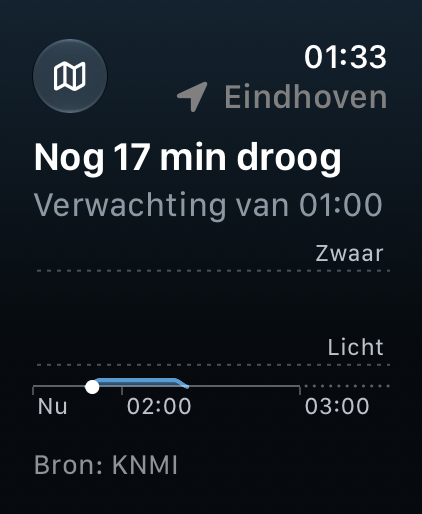 01:33
Eindhoven
Nog 17 min droog
Verwachting van 01:00
Zwaar
Licht
Nu 02:00 03:00
Bron: KNMI